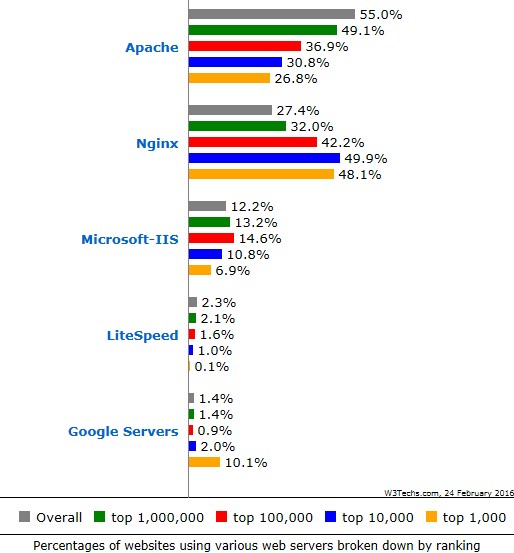 55.0%
49.1%
Apache 36.9%
30.8%
26.8%
27.4%
32.0%
Nginx 42.2%
49.9%
48.1%
12.2%
13.2%
Microsoft-IIS 14.6%
10.8%
6.9%
2.3%
2.1%
LiteSpeed 1.6%
1.0%
0.1%
1.4%
1.4%
Google Servers 0.9%
2.0%
10.1%
W3Techs.com, 24 February 2016
Overall top 1,000,000 top 100,000 top 10,000 top 1,000
Percentages of websites using various web servers broken down by ranking